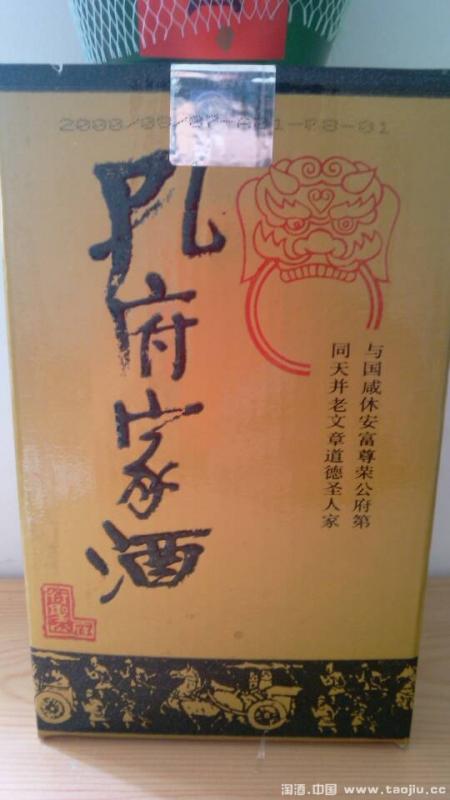 孔府家酒
与国咸休安富尊荣公府第
同天并老文章道德圣人家
淘酒.中国 www.taojiu.cc